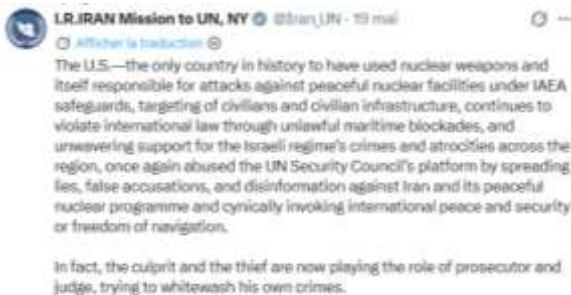 I.R.IRAN Mission to UN, NY @Iran_UN · 19 mai
Afficher la traduction
The U.S.—the only country in history to have used nuclear weapons and
itself responsible for attacks against peaceful nuclear facilities under IAEA
safeguards, targeting of civilians and civilian infrastructure, continues to
violate international law through unlawful maritime blockades, and
unwavering support for the Israeli regime's crimes and atrocities across the
region, once again abused the UN Security Council's platform by spreading
lies, false accusations, and disinformation against Iran and its peaceful
nuclear programme and cynically invoking international peace and security
or freedom of navigation.
In fact, the culprit and the thief are now playing the role of prosecutor and
judge, trying to whitewash his own crimes.